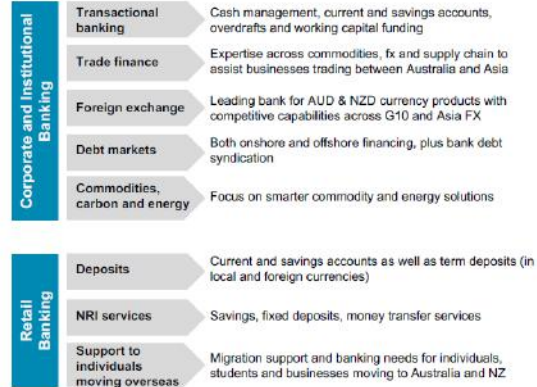 Corporate and Institutional
Banking
Transactional
banking
Cash management, current and savings accounts,
overdrafts and working capital funding
Trade finance
Expertise across commodities, fx and supply chain to
assist businesses trading between Australia and Asia
Foreign exchange
Leading bank for AUD & NZD currency products with
competitive capabilities across G10 and Asia FX
Debt markets
Both onshore and offshore financing, plus bank debt
syndication
Commodities,
carbon and energy
Focus on smarter commodity and energy solutions
Retail
Banking
Deposits
Current and savings accounts as well as term deposits (in
local and foreign currencies)
NRI services
Savings, fixed deposits, money transfer services
Support to
individuals
moving overseas
Migration support and banking needs for individuals,
students and businesses moving to Australia and NZ